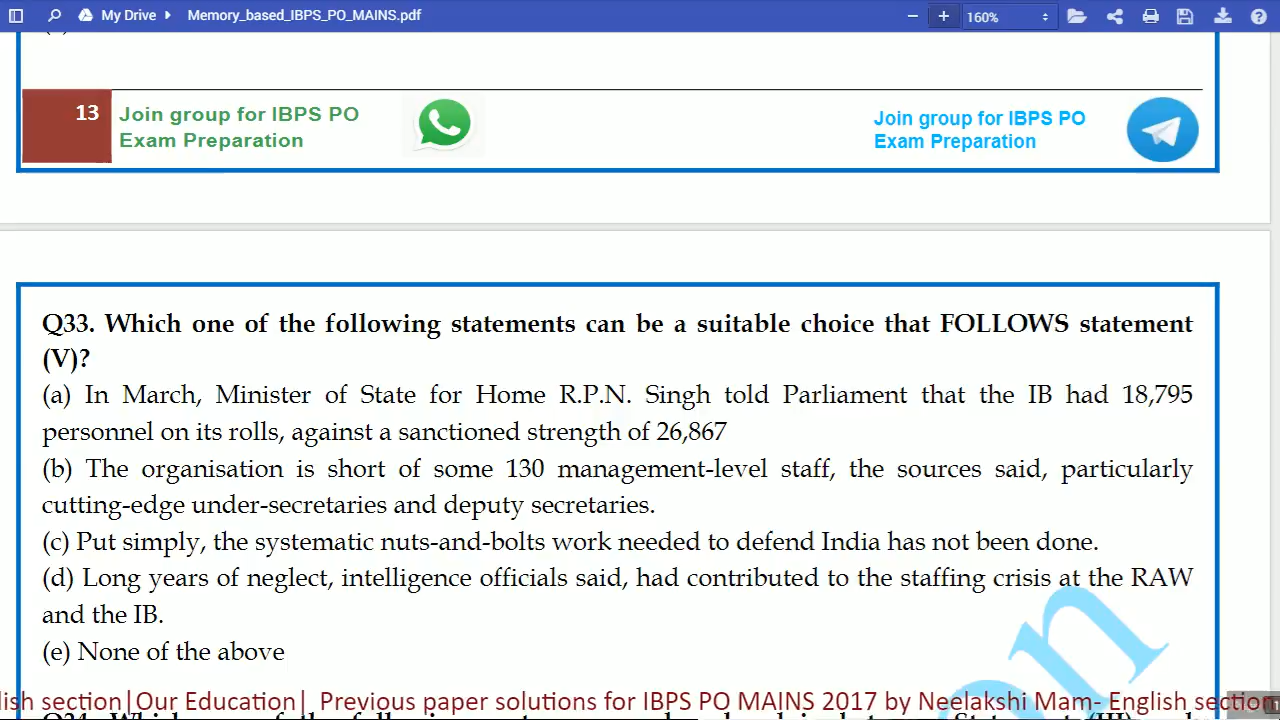 My Drive Memory_based_IBPS_PO_MAINS.pdf 160%
13 Join group for IBPS PO
Exam Preparation
Join group for IBPS PO
Exam Preparation
Q33. Which one of the following statements can be a suitable choice that FOLLOWS statement
(V)?
(a) In March, Minister of State for Home R.P.N. Singh told Parliament that the IB had 18,795
personnel on its rolls, against a sanctioned strength of 26,867
(b) The organisation is short of some 130 management-level staff, the sources said, particularly
cutting-edge under-secretaries and deputy secretaries.
(c) Put simply, the systematic nuts-and-bolts work needed to defend India has not been done.
(d) Long years of neglect, intelligence officials said, had contributed to the staffing crisis at the RAW
and the IB.
(e) None of the above
on
lish section|Our Education| Previous paper solutions for IBPS PO MAINS 2017 by Neelakshi Mam- English section